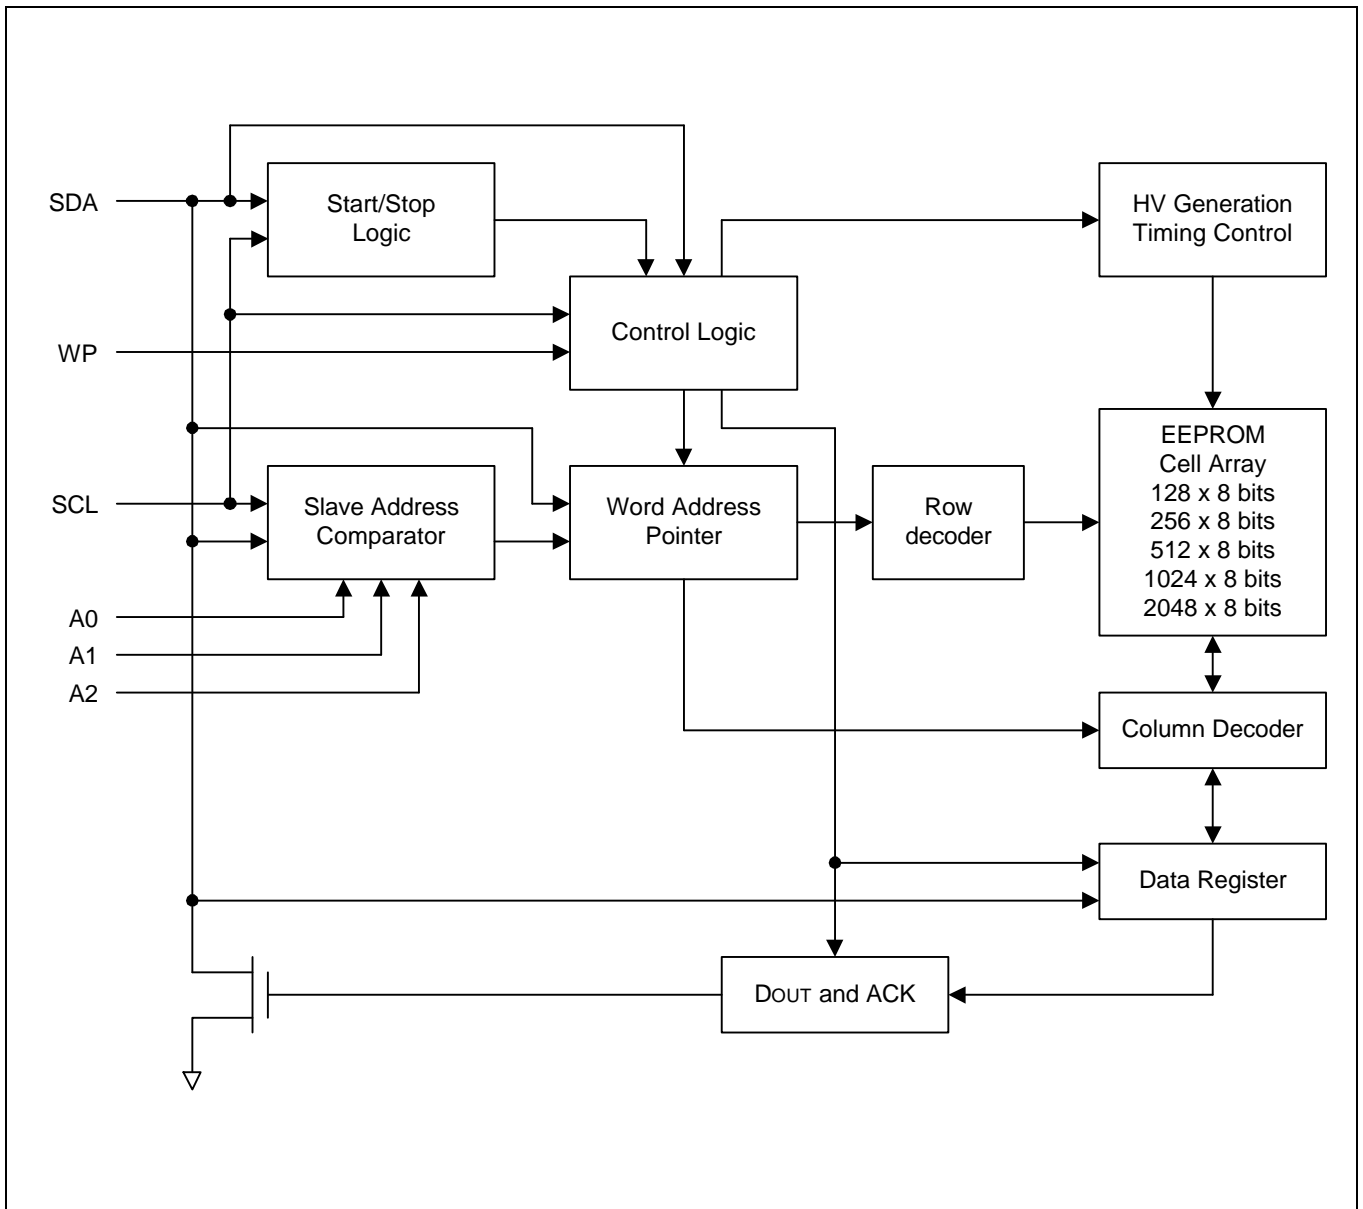 SDA
Start/Stop
Logic
HV Generation
Timing Control
WP
Control Logic
EEPROM
Cell Array
128 x 8 bits
256 x 8 bits
512 x 8 bits
1024 x 8 bits
2048 x 8 bits
SCL
Slave Address
Comparator
Word Address
Pointer
Row
decoder
A0
A1
A2
Column Decoder
Data Register
DOUT and ACK